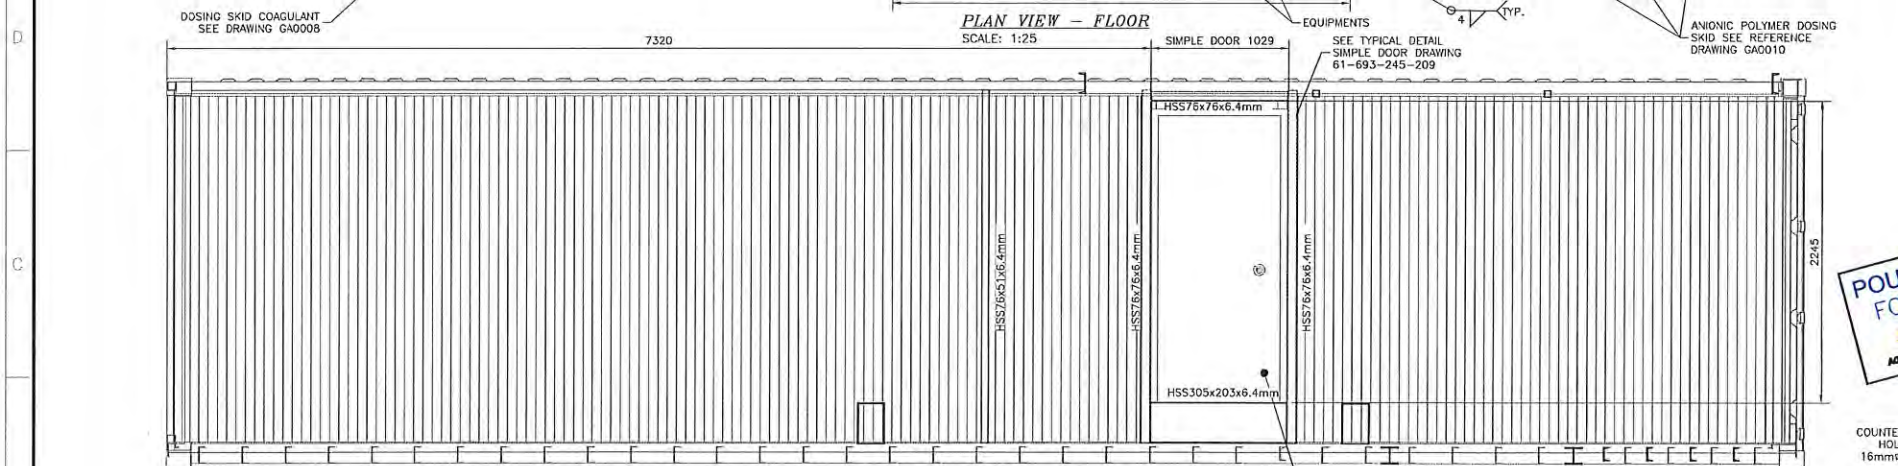 D
DOSING SKID COAGULANT
SEE DRAWING GA0008
PLAN VIEW - FLOOR
SCALE: 1:25
EQUIPMENTS
4
TYP.
ANIONIC POLYMER DOSING
SKID SEE REFERENCE
DRAWING GA0010
7320
SIMPLE DOOR 1029
SEE TYPICAL DETAIL
SIMPLE DOOR DRAWING
61-693-245-209
HSS76x76x6.4mm
C
HSS76x51x6.4mm
HSS76x76x6.4mm
HSS76x76x6.4mm
2245
HSS305x203x6.4mm
POU
FO
COUNTE
HOL
16mm